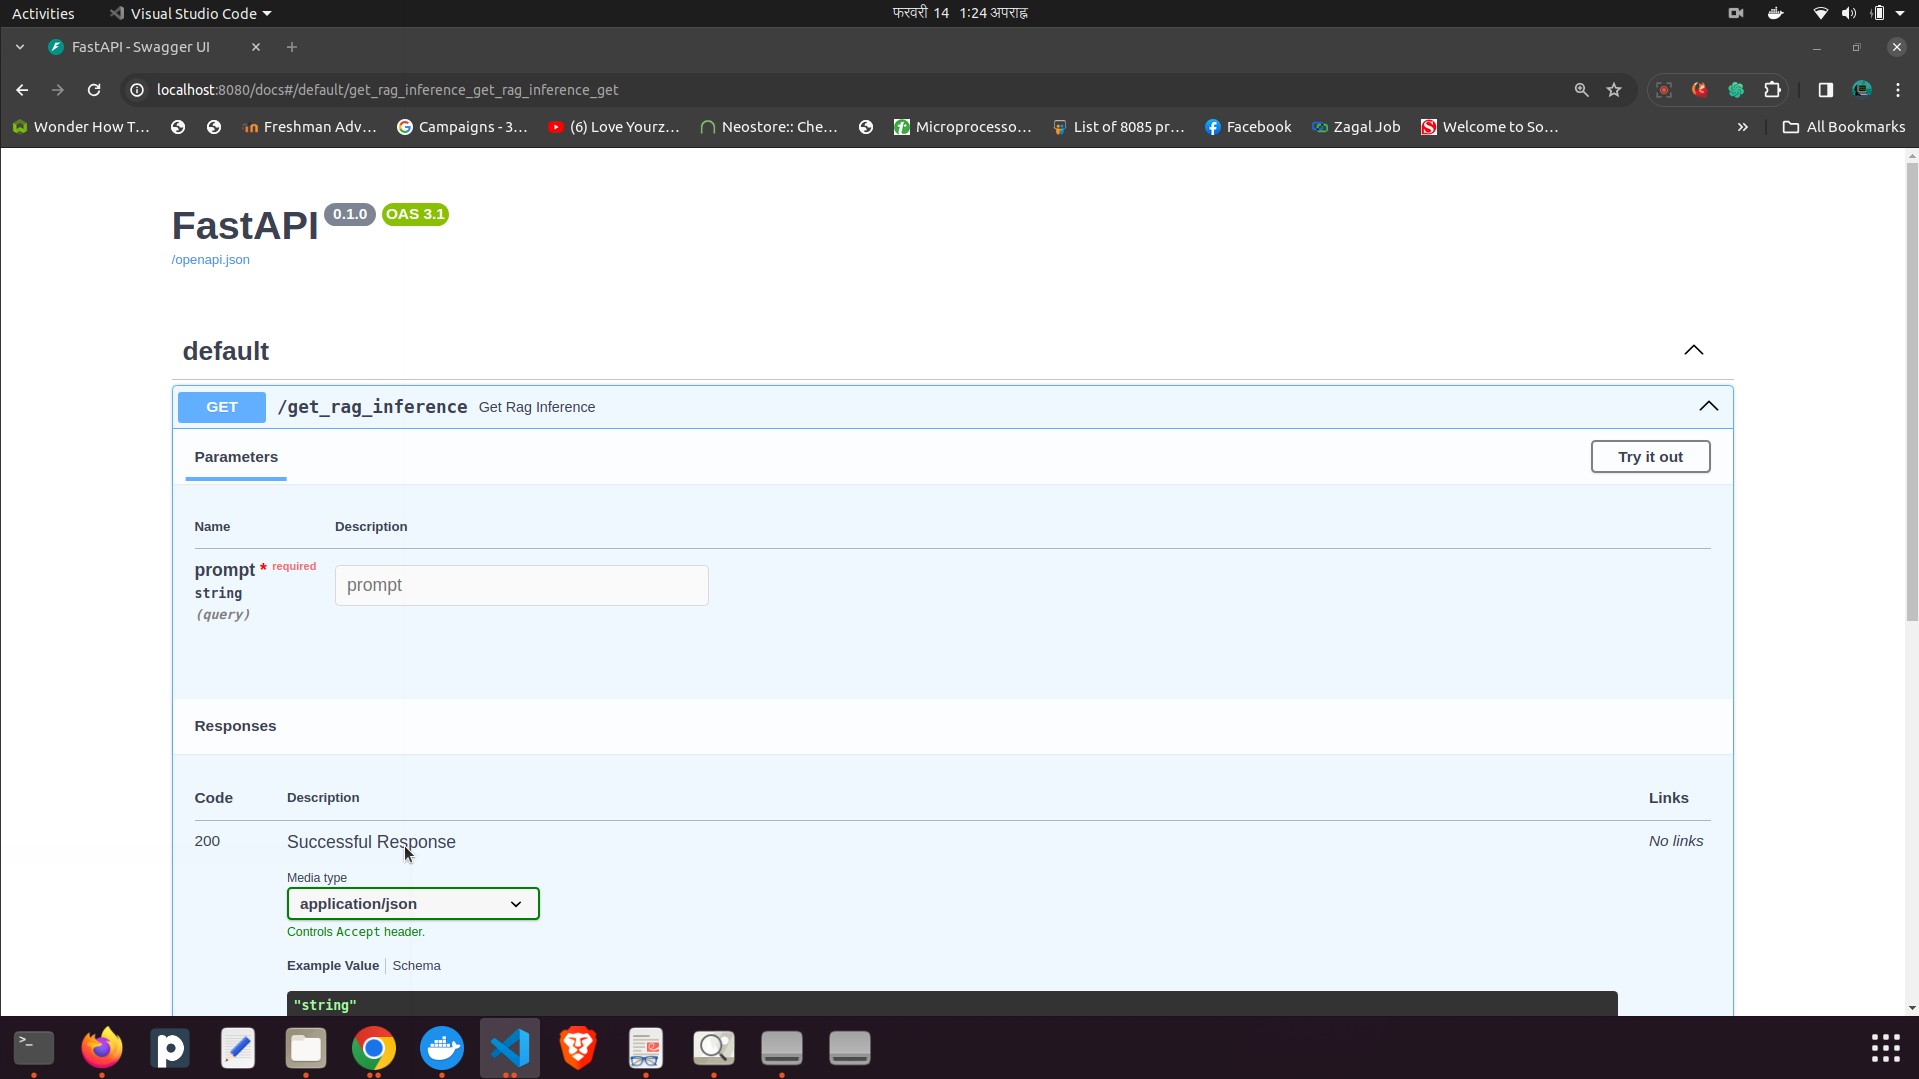 Activities Visual Studio Code फरवरी 14 1:24 अपराह्न
FastAPI - Swagger UI
localhost:8080/docs#/default/get_rag_inference_get_rag_inference_get
Wonder How T... Freshman Adv... Campaigns - 3... (6) Love Yourz... Neostore:: Che... Microprocesso... List of 8085 pr... Facebook Zagal Job Welcome to So... » All Bookmarks
FastAPI 0.1.0 OAS 3.1
/openapi.json
default
GET /get_rag_inference Get Rag Inference
Parameters Try it out
Name Description
prompt * required
string
(query)
prompt
Responses
Code Description Links
200 Successful Response No links
Media type
application/json
Controls Accept header.
Example Value Schema
"string"